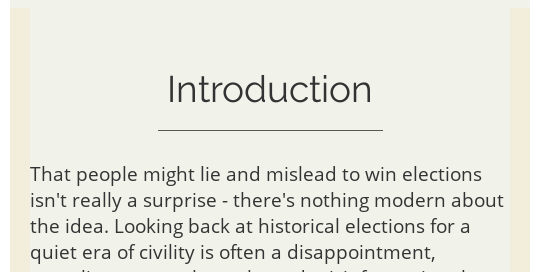 Introduction
That people might lie and mislead to win elections
isn't really a surprise - there's nothing modern about
the idea. Looking back at historical elections for a
quiet era of civility is often a disappointment,